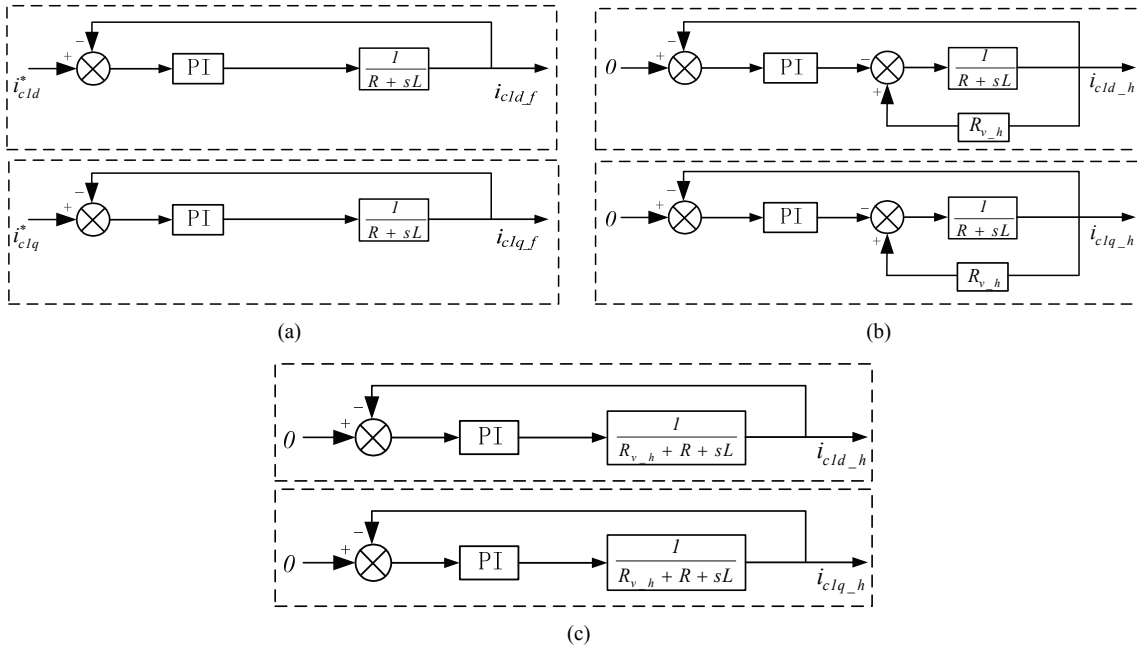 − + i*c1d PI 1 R + sL ic1d_f
− + i*c1q PI 1 R + sL ic1q_f
(a)
− + 0 PI − + 1 R + sL Rv_h ic1d_h
− + 0 PI − + 1 R + sL Rv_h ic1q_h
(b)
− + 0 PI 1 Rv_h + R + sL ic1d_h
− + 0 PI 1 Rv_h + R + sL ic1q_h
(c)